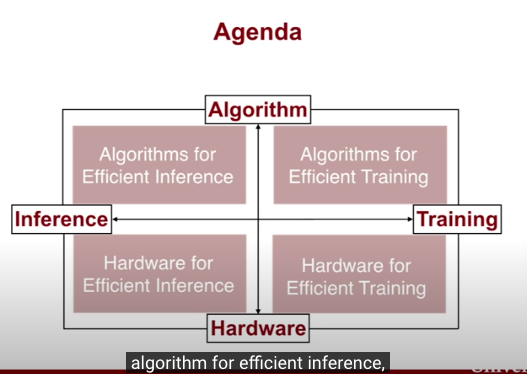 Agenda
Algorithm
Algorithms for
Efficient Inference
Algorithms for
Efficient Training
Inference
Training
Hardware for
Efficient Inference
Hardware for
Efficient Training
Hardware
algorithm for efficient inference,